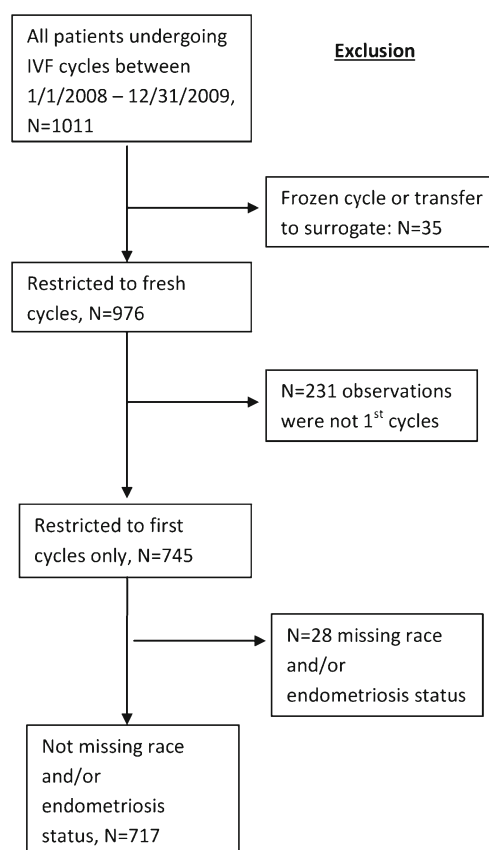 All patients undergoing
IVF cycles between
1/1/2008 – 12/31/2009,
N=1011
Exclusion
Frozen cycle or transfer
to surrogate: N=35
Restricted to fresh
cycles, N=976
N=231 observations
were not 1st cycles
Restricted to first
cycles only, N=745
N=28 missing race
and/or
endometriosis status
Not missing race
and/or
endometriosis
status, N=717